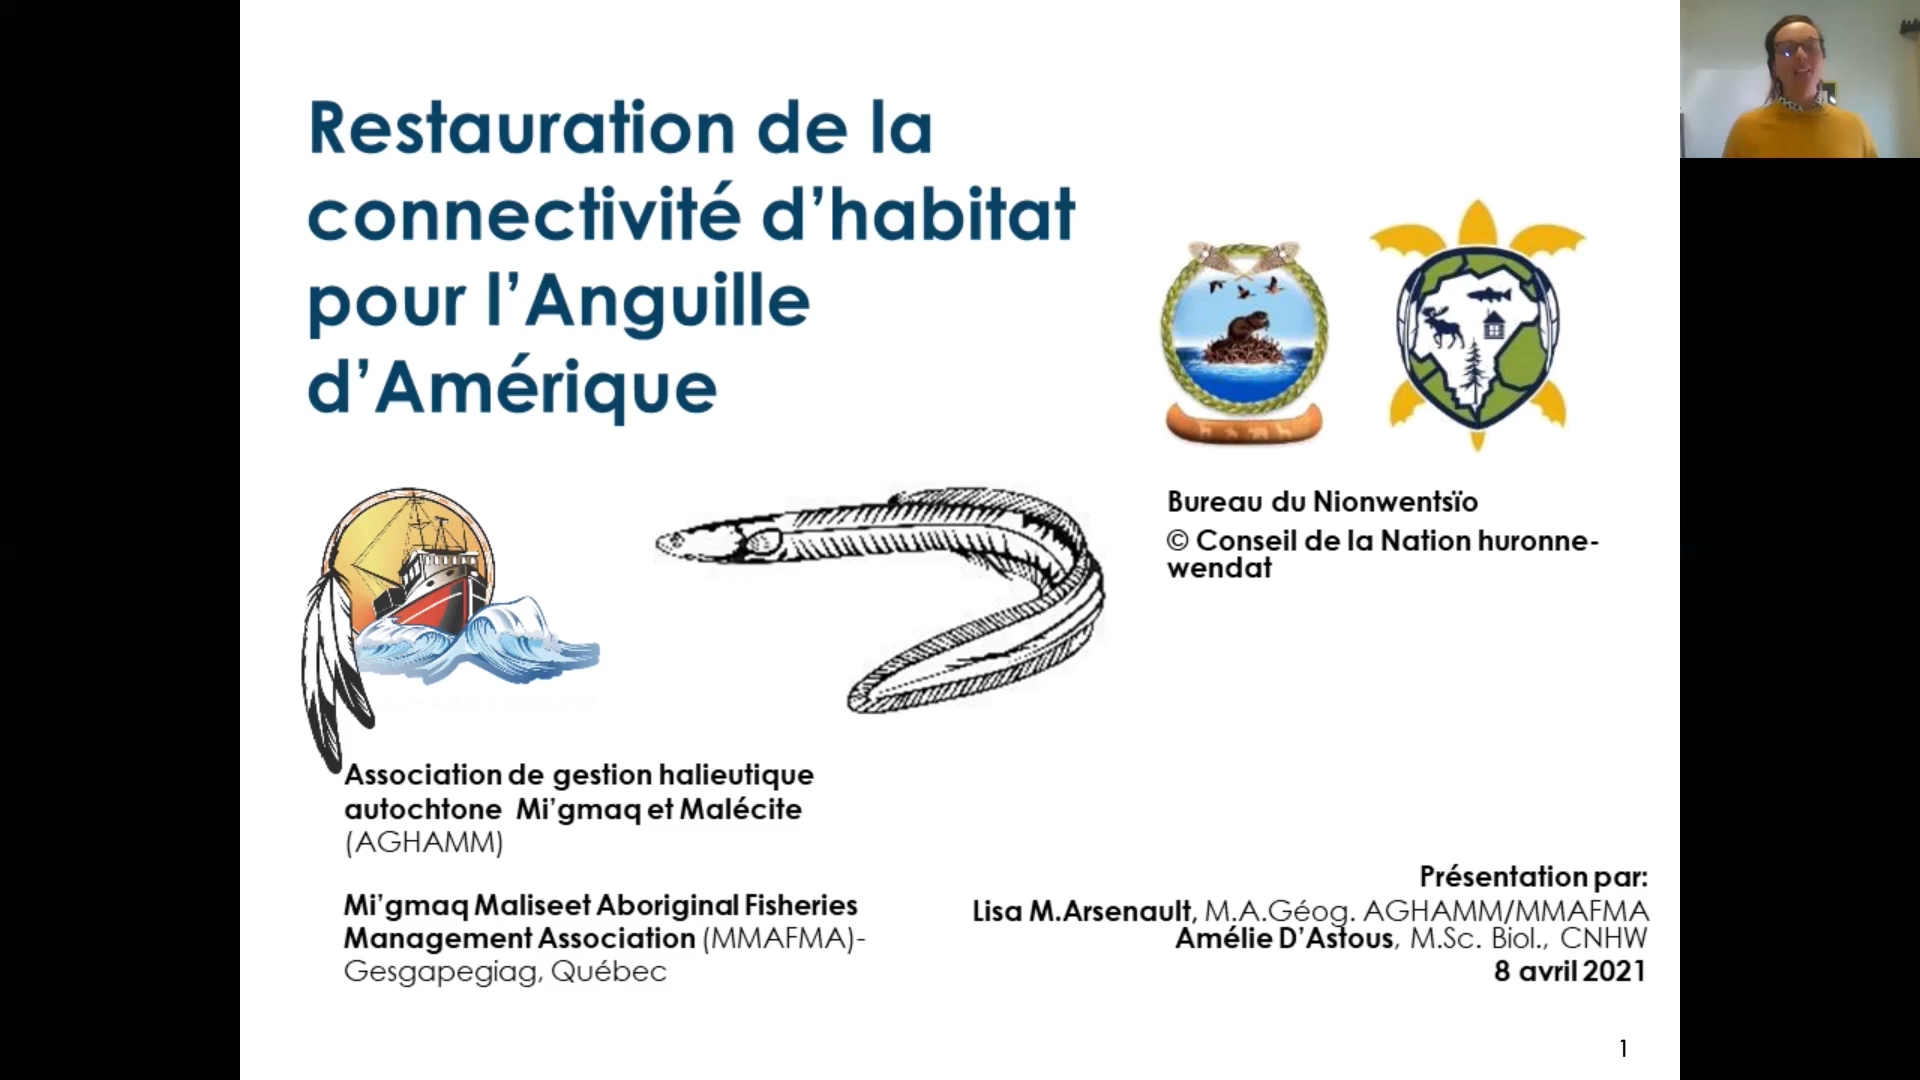 Restauration de la
connectivité d’habitat
pour l’Anguille
d’Amérique
Bureau du Nionwentsïo
© Conseil de la Nation huronne-
wendat
Association de gestion halieutique
autochtone Mi’gmaq et Malécite
(AGHAMM)
Mi’gmaq Maliseet Aboriginal Fisheries
Management Association (MMAFMA)-
Gesgapegiag, Québec
Présentation par:
Lisa M.Arsenault, M.A.Géog. AGHAMM/MMAFMA
Amélie D’Astous, M.Sc. Biol., CNHW
8 avril 2021
1